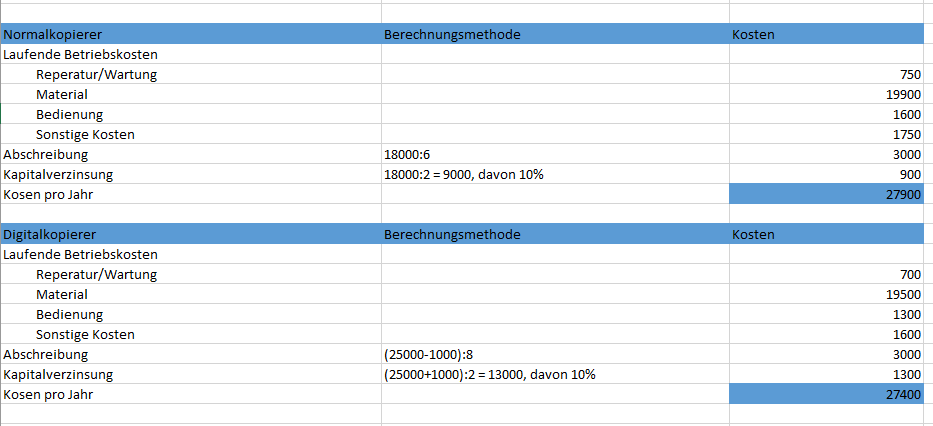 Normalkopierer Berechnungsmethode Kosten
Laufende Betriebskosten
Reperatur/Wartung 750
Material 19900
Bedienung 1600
Sonstige Kosten 1750
Abschreibung 18000:6 3000
Kapitalverzinsung 18000:2 = 9000, davon 10% 900
Kosen pro Jahr 27900
Digitalkopierer Berechnungsmethode Kosten
Laufende Betriebskosten
Reperatur/Wartung 700
Material 19500
Bedienung 1300
Sonstige Kosten 1600
Abschreibung (25000-1000):8 3000
Kapitalverzinsung (25000+1000):2 = 13000, davon 10% 1300
Kosen pro Jahr 27400